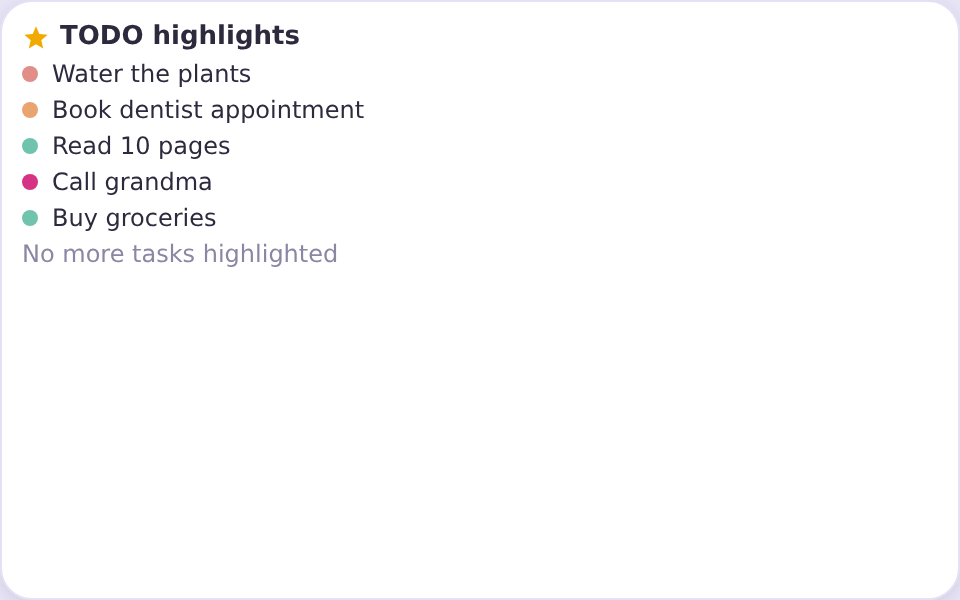 TODO highlights
Water the plants
Book dentist appointment
Read 10 pages
Call grandma
Buy groceries
No more tasks highlighted